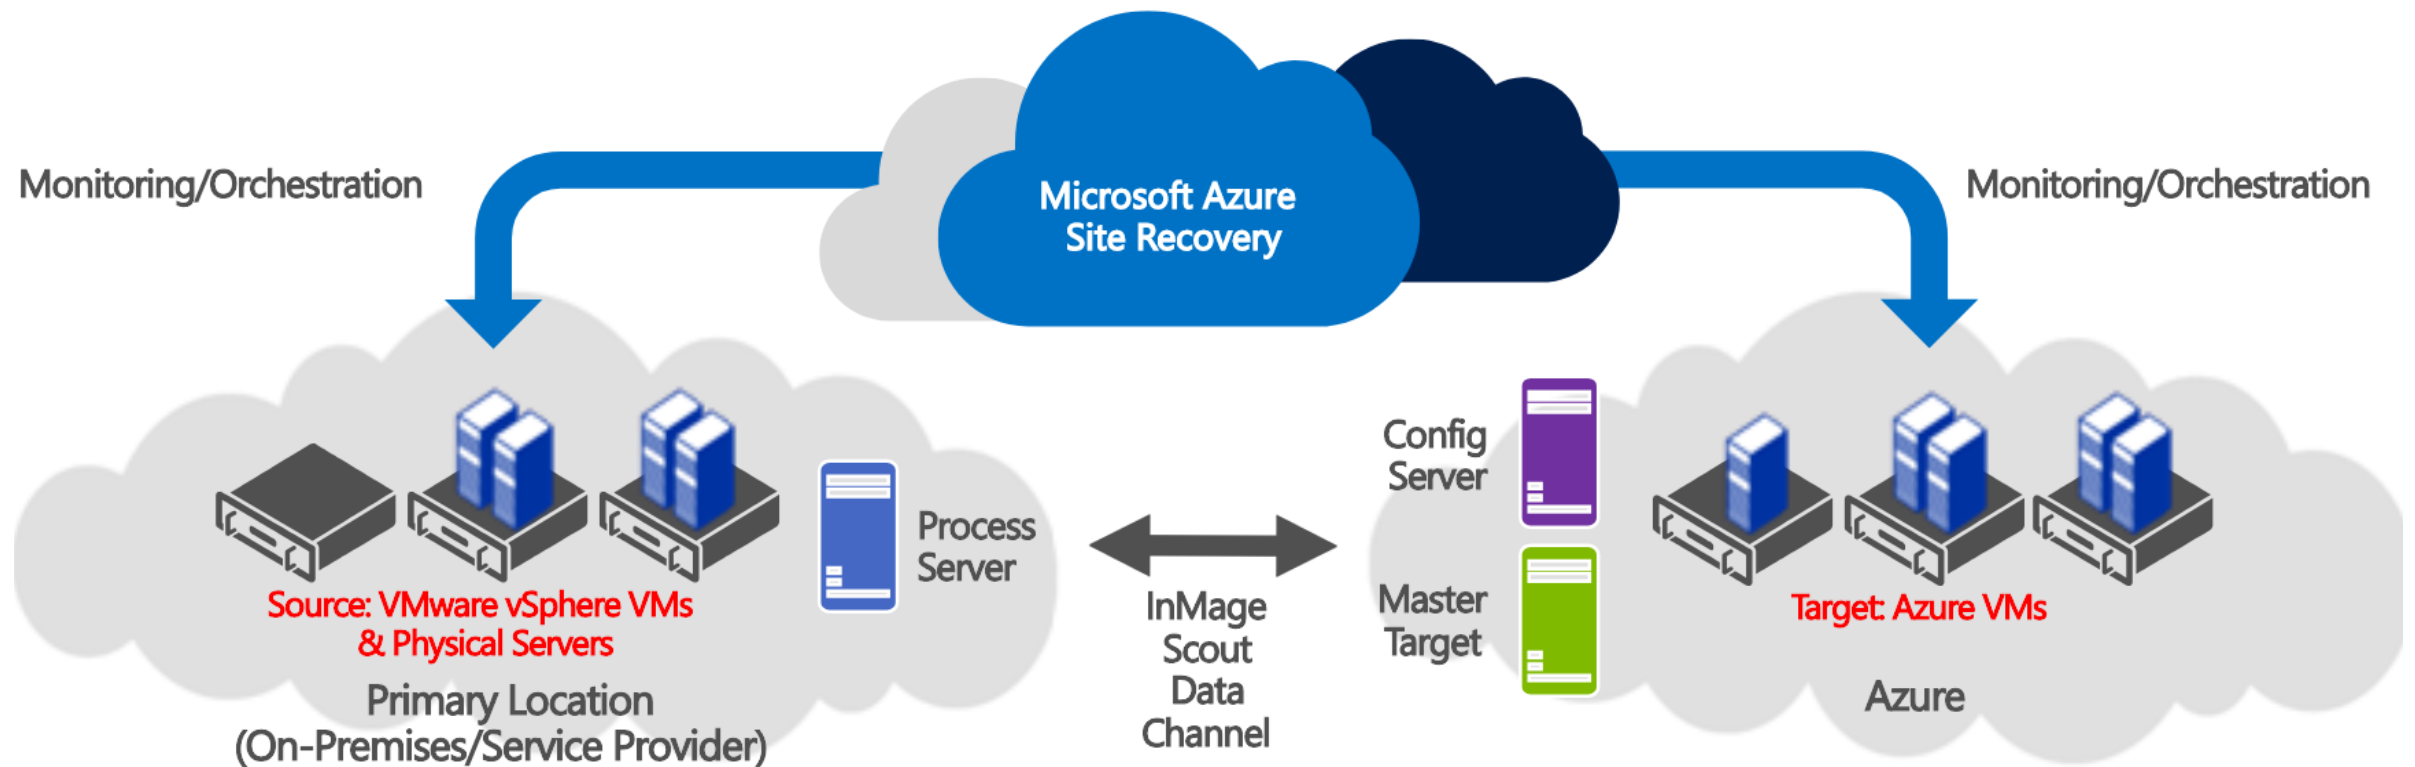 Microsoft Azure
Site Recovery
Monitoring/Orchestration
Monitoring/Orchestration
Process
Server
Source: VMware vSphere VMs
& Physical Servers
Primary Location
(On-Premises/Service Provider)
InMage
Scout
Data
Channel
Config
Server
Master
Target
Target: Azure VMs
Azure